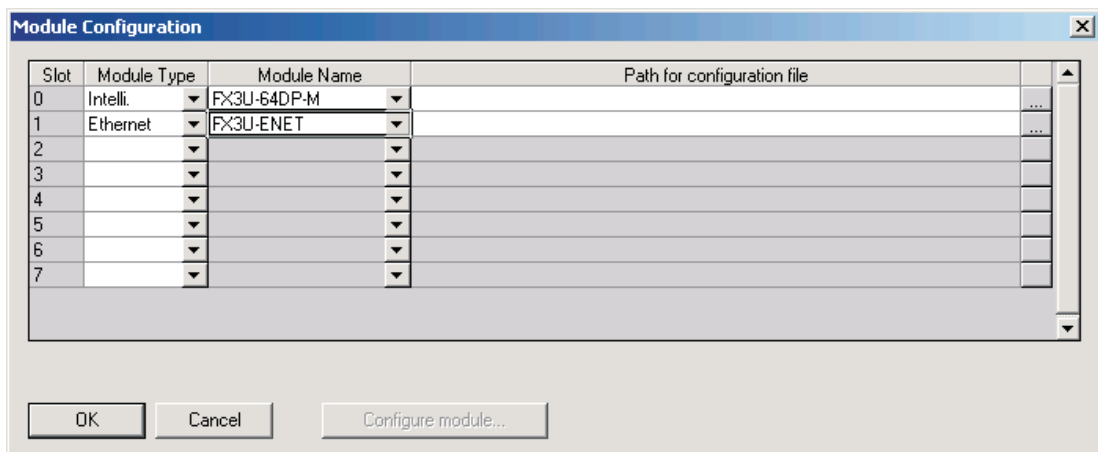 Module Configuration
Slot Module Type Module Name Path for configuration file
0 Intelli. FX3U-64DP-M ...
1 Ethernet FX3U-ENET ...
2
3
4
5
6
7
OK Cancel Configure module...